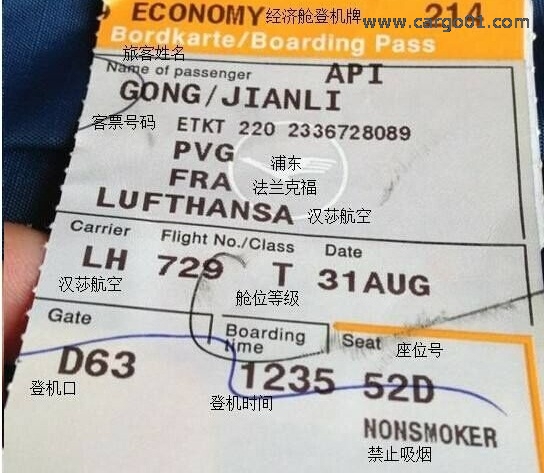 ECONOMY 经济舱登机牌 214
www.cargoot.com
Bordkarte/Boarding Pass
旅客姓名
Name of passenger API
GONG/JIANLI
客票号码 ETKT 220 2336728089
PVG 浦东
FRA 法兰克福
LUFTHANSA 汉莎航空
Carrier Flight No./Class Date
LH 729 T 31AUG
汉莎航空 舱位等级
Gate Boarding time Seat 座位号
D63 1235 52D
登机口 登机时间
NONSMOKER
禁止吸烟